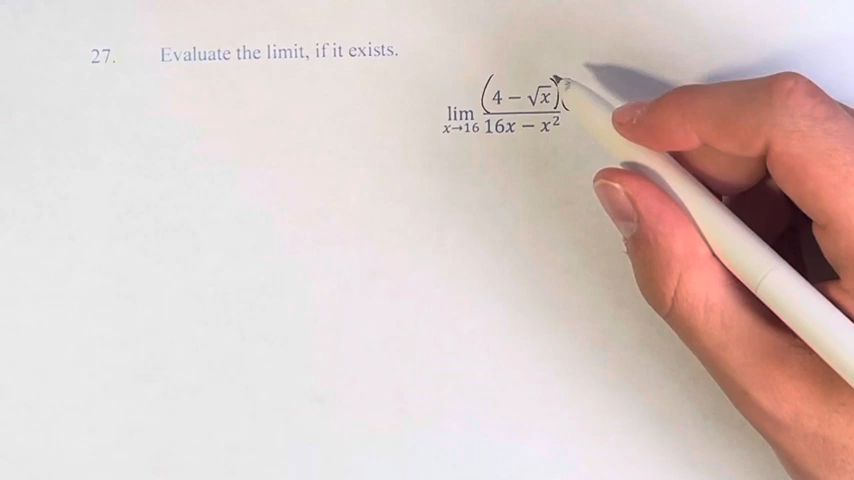 27. Evaluate the limit, if it exists.
lim x→16 (4 − √x)( / 16x − x²